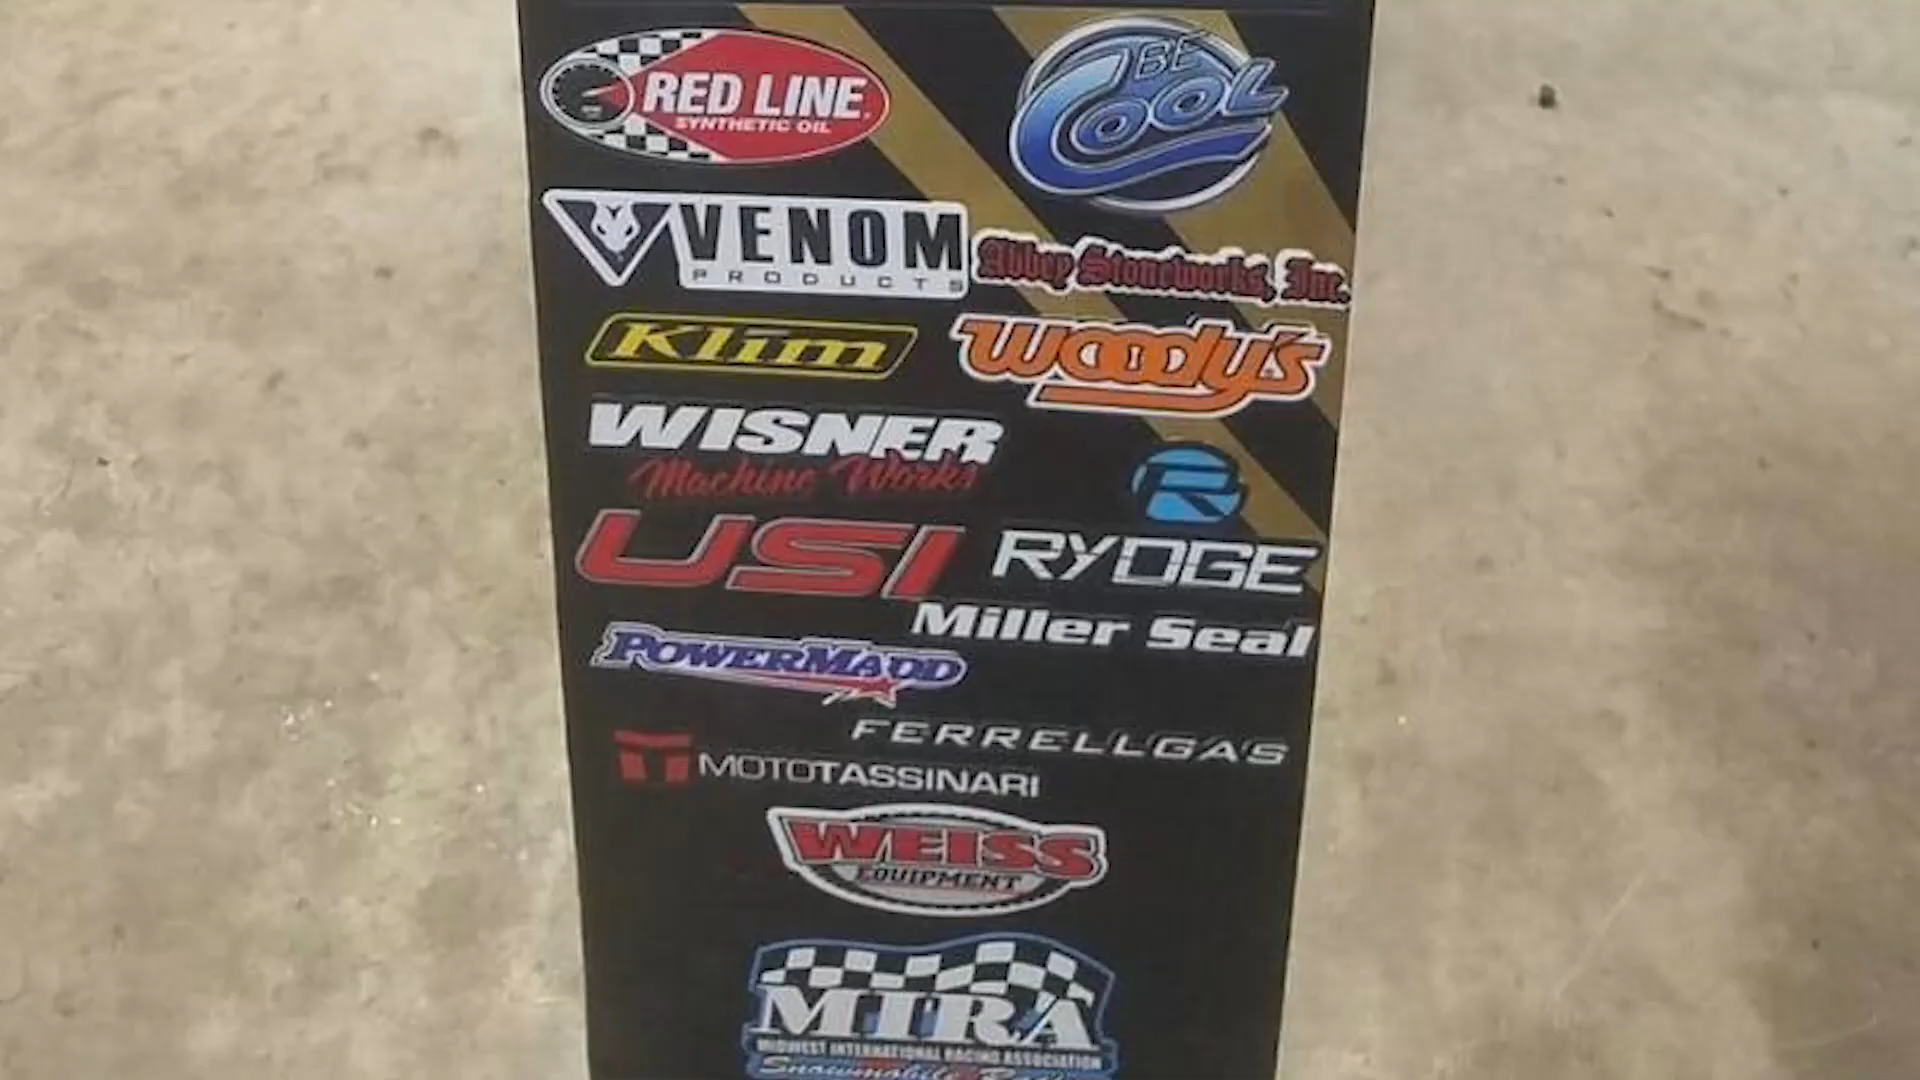 RED LINE
SYNTHETIC OIL
BE
COOL
VENOM
PRODUCTS
Abbey Stoneworks, Inc.
Klim
woody's
WISNER
Machine Works
R
USI
RYDGE
Miller Seal
POWERMADD
FERRELLGAS
MOTOTASSINARI
WEISS
EQUIPMENT
MIRA
MIDWEST INTERNATIONAL RACING ASSOCIATION
Snowmobile